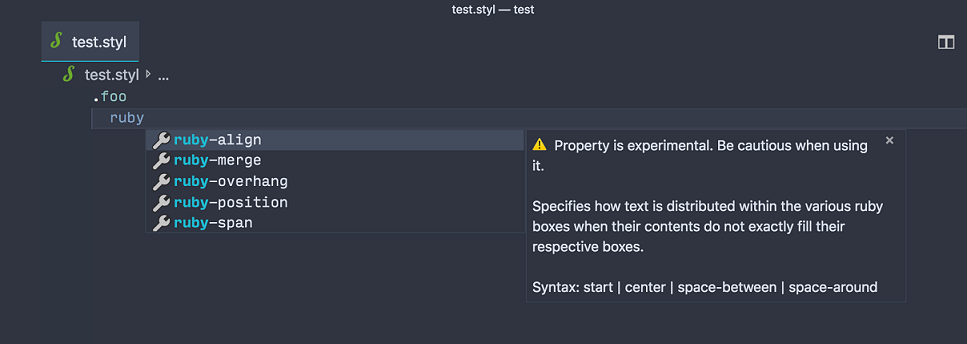 test.styl — test
test.styl
test.styl ...
.foo
ruby
ruby-align
ruby-merge
ruby-overhang
ruby-position
ruby-span
Property is experimental. Be cautious when using
it.
Specifies how text is distributed within the various ruby
boxes when their contents do not exactly fill their
respective boxes.
Syntax: start | center | space-between | space-around